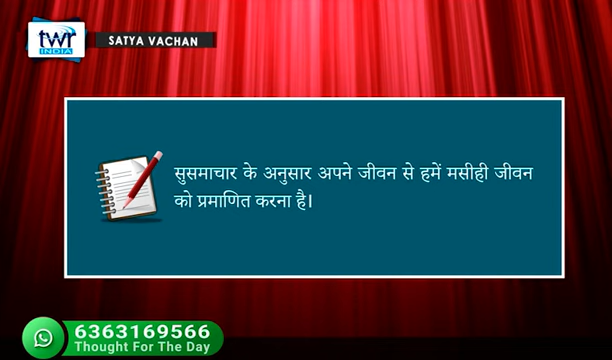 twr
INDIA
SATYA VACHAN
सुसमाचार के अनुसार अपने जीवन से हमें मसीही जीवन
को प्रमाणित करना है।
6363169566
Thought For The Day